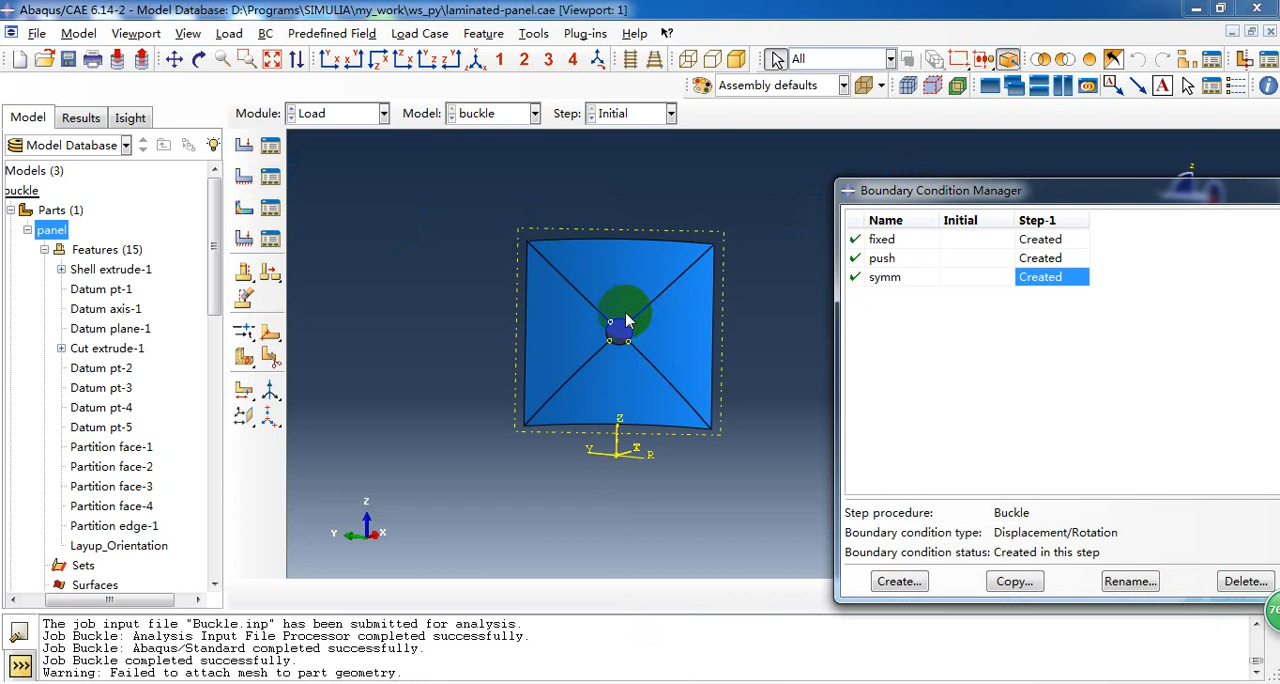 Abaqus/CAE 6.14-2 - Model Database: D:\Programs\SIMULIA\my_work\ws_py\laminated-panel.cae [Viewport: 1]
File Model Viewport View Load BC Predefined Field Load Case Feature Tools Plug-ins Help
1 2 3 4 All
Assembly defaults
Model Results Isight Module: Load Model: buckle Step: Initial
Model Database
Models (3)
buckle
Parts (1)
panel
Features (15)
Shell extrude-1
Datum pt-1
Datum axis-1
Datum plane-1
Cut extrude-1
Datum pt-2
Datum pt-3
Datum pt-4
Datum pt-5
Partition face-1
Partition face-2
Partition face-3
Partition face-4
Partition edge-1
Layup_Orientation
Sets
Surfaces
Z
Y T R
Z
Y X
z
Boundary Condition Manager
Name Initial Step-1
fixed Created
push Created
symm Created
Step procedure: Buckle
Boundary condition type: Displacement/Rotation
Boundary condition status: Created in this step
Create... Copy... Rename... Delete...
76
The job input file "Buckle.inp" has been submitted for analysis.
Job Buckle: Analysis Input File Processor completed successfully.
Job Buckle: Abaqus/Standard completed successfully.
Job Buckle completed successfully.
Warning: Failed to attach mesh to part geometry.